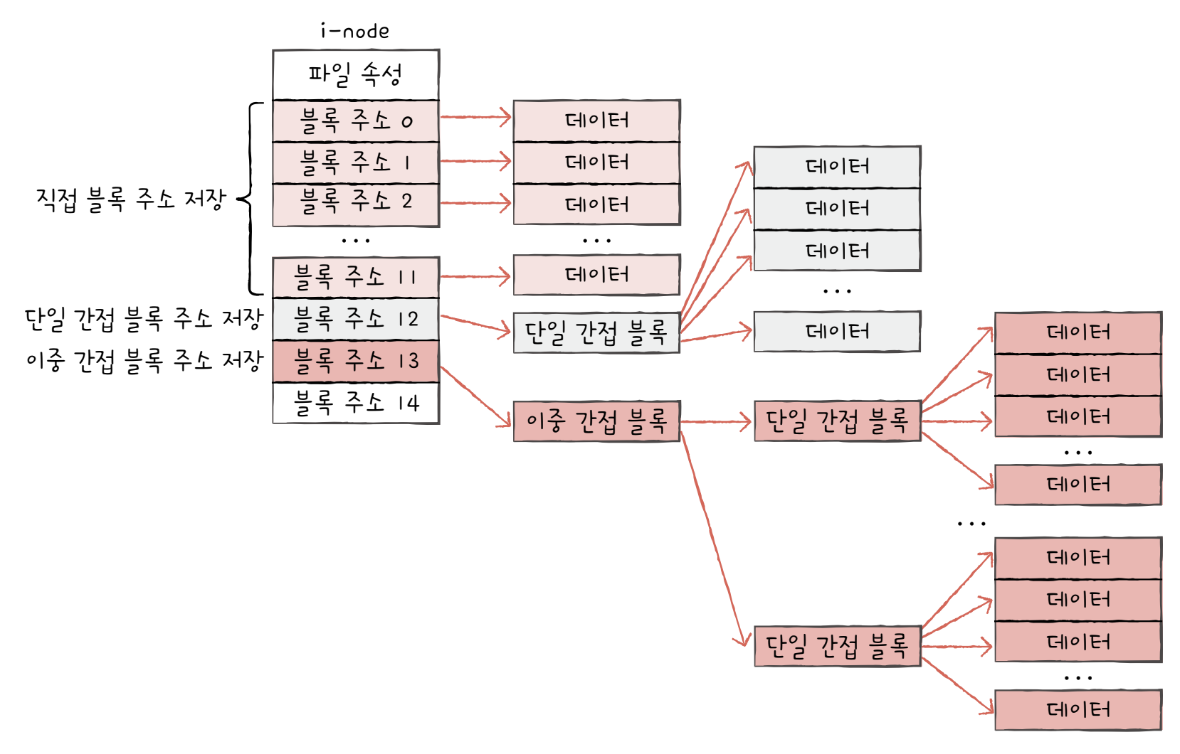 i-node
파일 속성
직접 블록 주소 저장
블록 주소 0
데이터
블록 주소 1
데이터
블록 주소 2
데이터
...
...
블록 주소 11
데이터
단일 간접 블록 주소 저장
블록 주소 12
단일 간접 블록
데이터
데이터
데이터
...
데이터
이중 간접 블록 주소 저장
블록 주소 13
이중 간접 블록
단일 간접 블록
데이터
데이터
데이터
...
데이터
...
단일 간접 블록
데이터
데이터
데이터
...
데이터
블록 주소 14